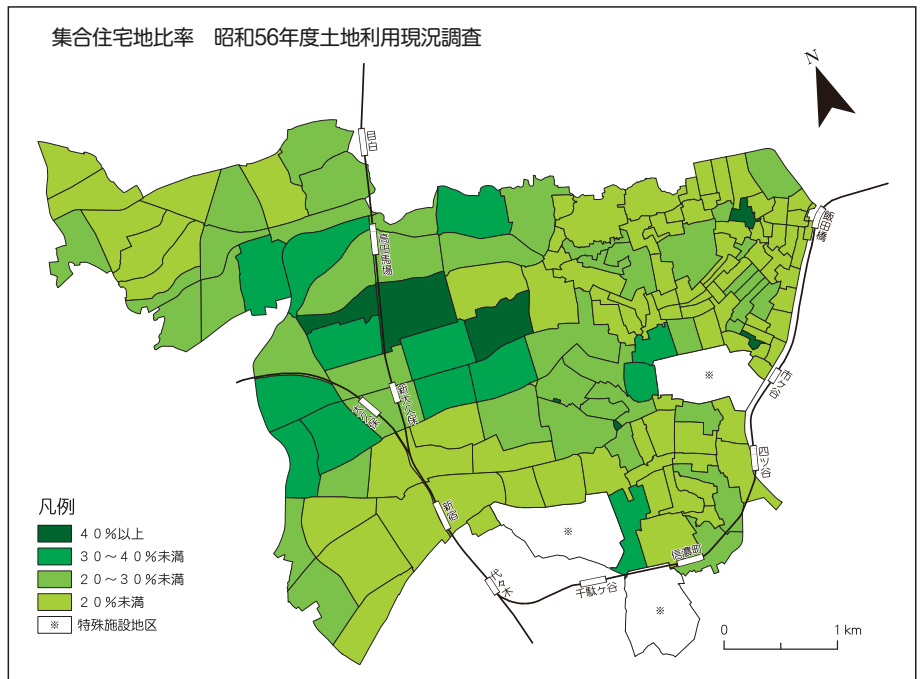 集合住宅地比率 昭和56年度土地利用現況調査
N
目白
飯田橋
高田馬場
※
市ヶ谷
新大久保
大久保
四ツ谷
新宿
※
信濃町
代々木
千駄ヶ谷
※
凡例
40%以上
30～40%未満
20～30%未満
20%未満
※ 特殊施設地区
0 1km